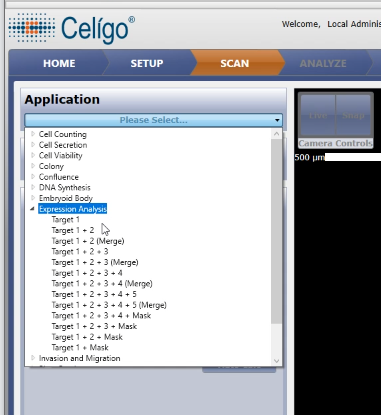 Celígo®
Welcome, Local Adminis
HOME
SETUP
SCAN
ANALYZE
Application
Please Select...
Cell Counting
Cell Secretion
Cell Viability
Colony
Confluence
DNA Synthesis
Embryoid Body
Expression Analysis
Target 1
Target 1 + 2
Target 1 + 2 (Merge)
Target 1 + 2 + 3
Target 1 + 2 + 3 (Merge)
Target 1 + 2 + 3 + 4
Target 1 + 2 + 3 + 4 (Merge)
Target 1 + 2 + 3 + 4 + 5
Target 1 + 2 + 3 + 4 + 5 (Merge)
Target 1 + 2 + 3 + 4 + Mask
Target 1 + 2 + 3 + Mask
Target 1 + 2 + Mask
Target 1 + Mask
Invasion and Migration
Live
Camera Controls
500 µm